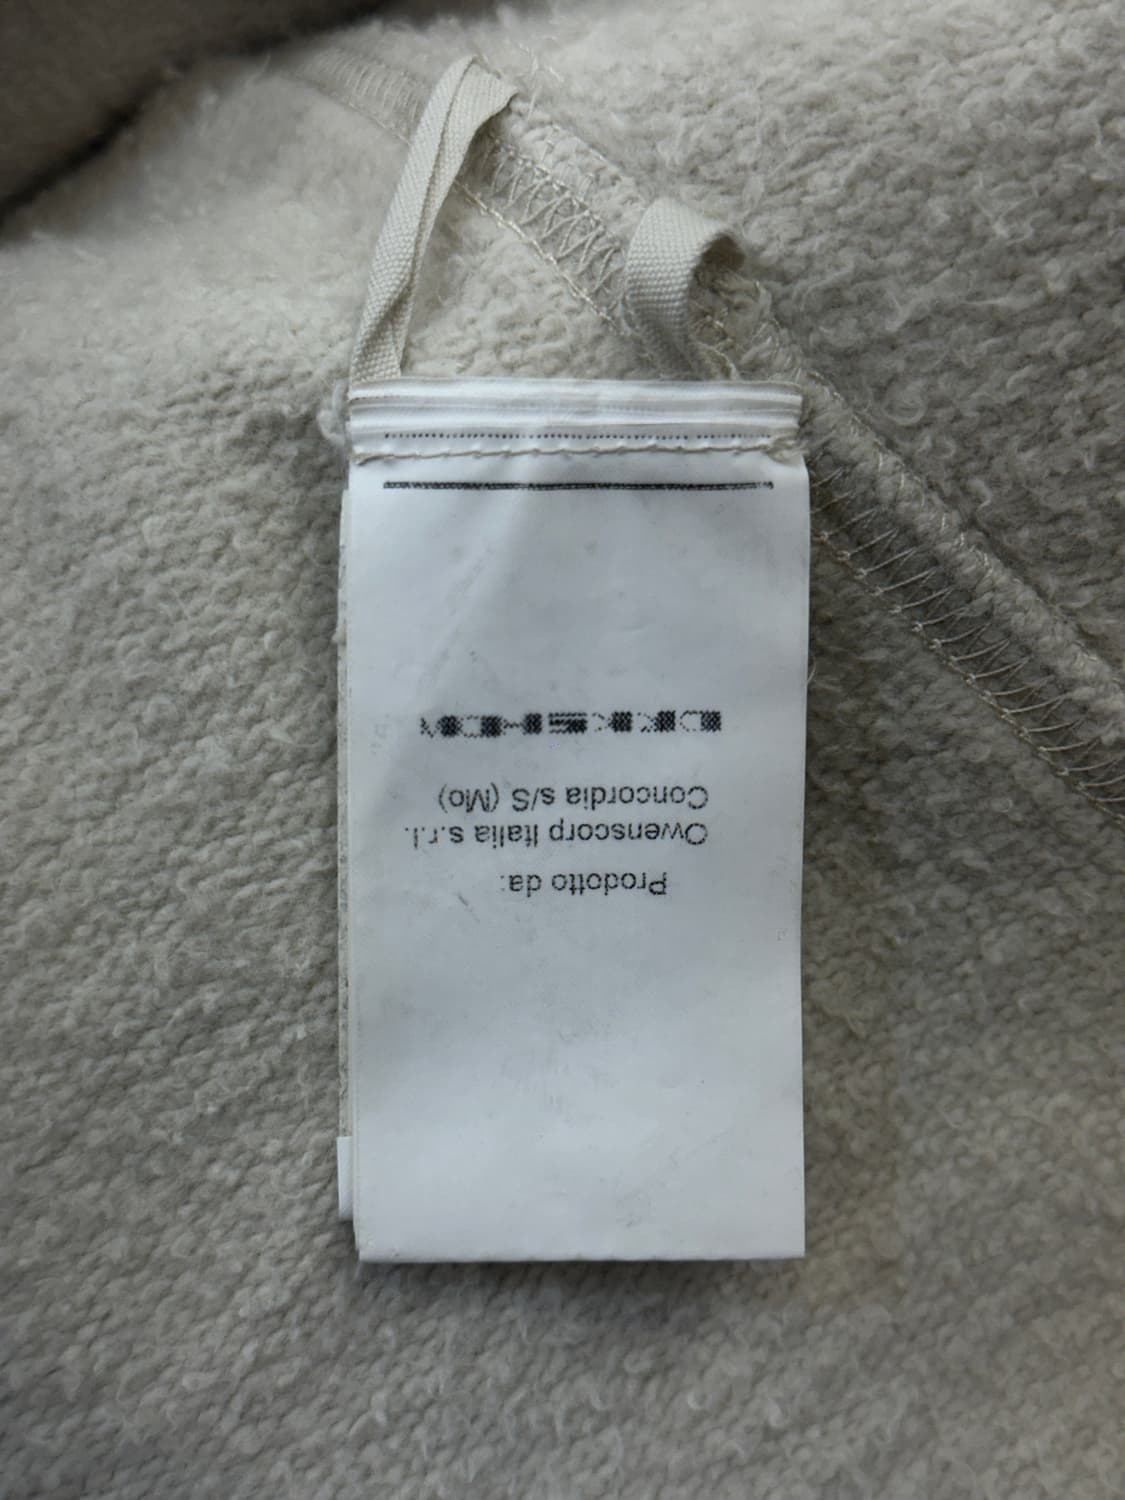 Prodotto da:
Owenscorp Italia s.r.l.
Concordia s/S (Mo)
DRKSHDW